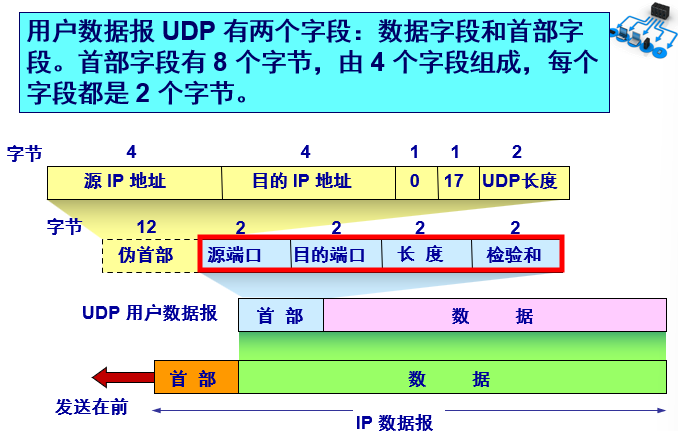 用户数据报 UDP 有两个字段：数据字段和首部字
段。首部字段有 8 个字节，由 4 个字段组成，每个
字段都是 2 个字节。
字节 4 4 1 1 2
源 IP 地址 目的 IP 地址 0 17 UDP长度
字节 12 2 2 2 2
伪首部 源端口 目的端口 长 度 检验和
UDP 用户数据报 首 部 数 据
首 部 数 据
发送在前
IP 数据报